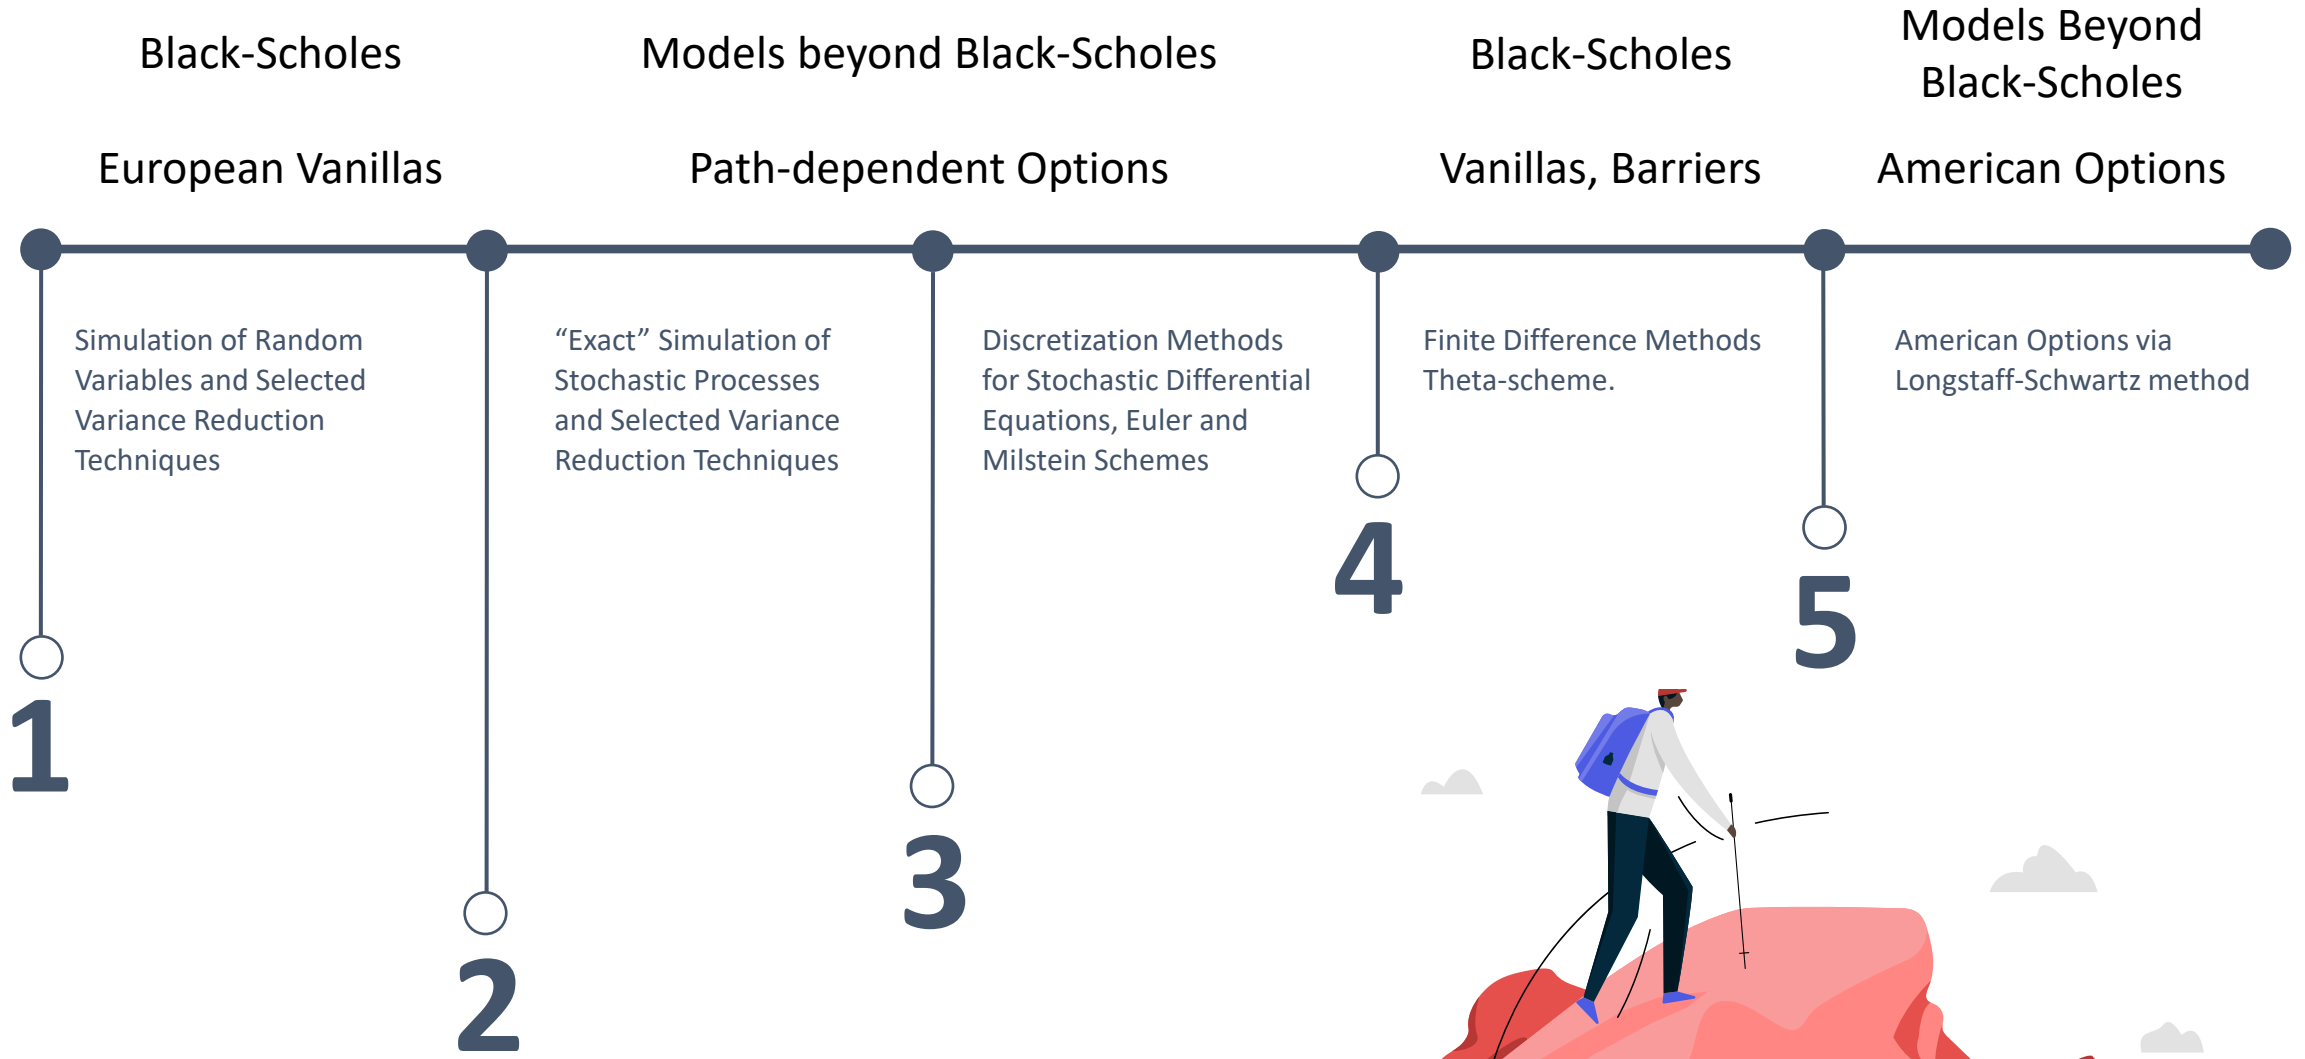 Black-Scholes
European Vanillas
Models beyond Black-Scholes
Path-dependent Options
Black-Scholes
Vanillas, Barriers
Models Beyond
Black-Scholes
American Options
Simulation of Random
Variables and Selected
Variance Reduction
Techniques
“Exact” Simulation of
Stochastic Processes
and Selected Variance
Reduction Techniques
Discretization Methods
for Stochastic Differential
Equations, Euler and
Milstein Schemes
Finite Difference Methods
Theta-scheme.
American Options via
Longstaff-Schwartz method
1
2
3
4
5